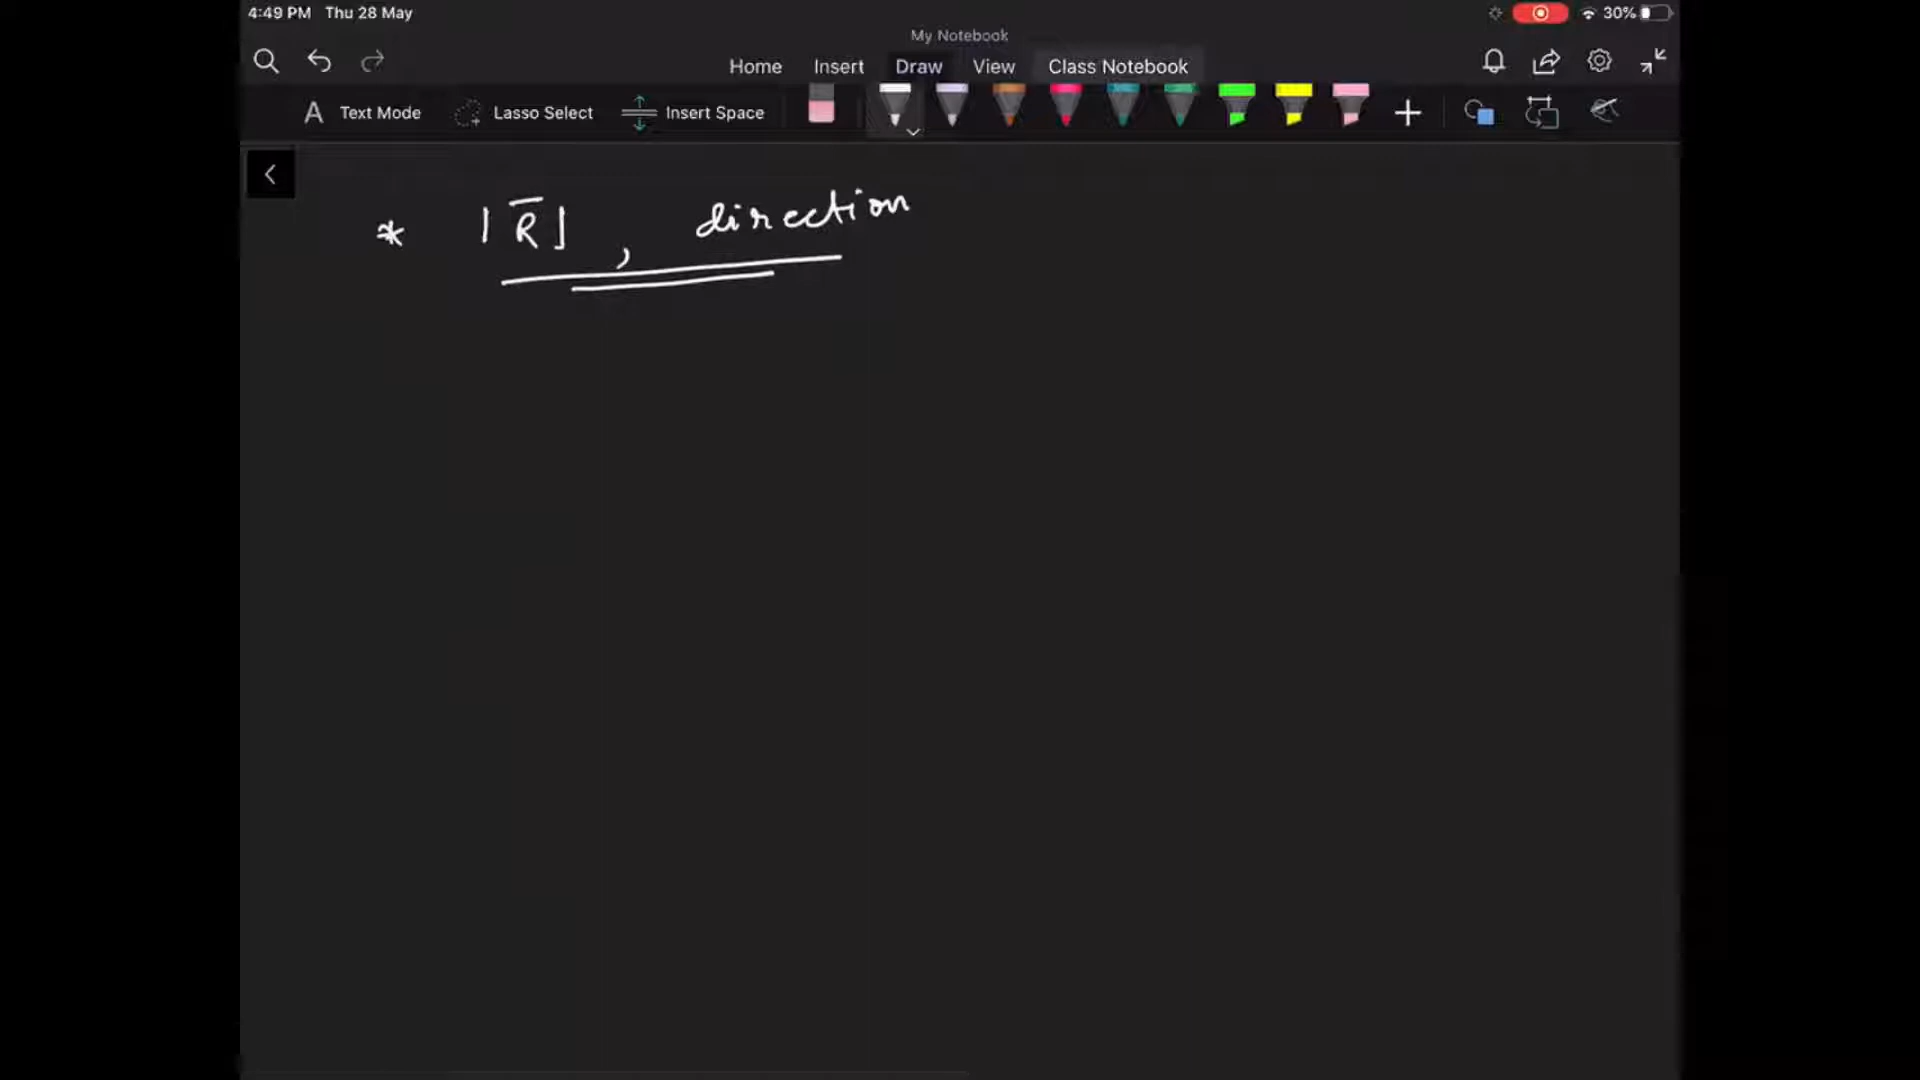 4:49 PM Thu 28 May 30%
My Notebook
Home Insert Draw View Class Notebook
A Text Mode Lasso Select Insert Space
* |R̅| , direction